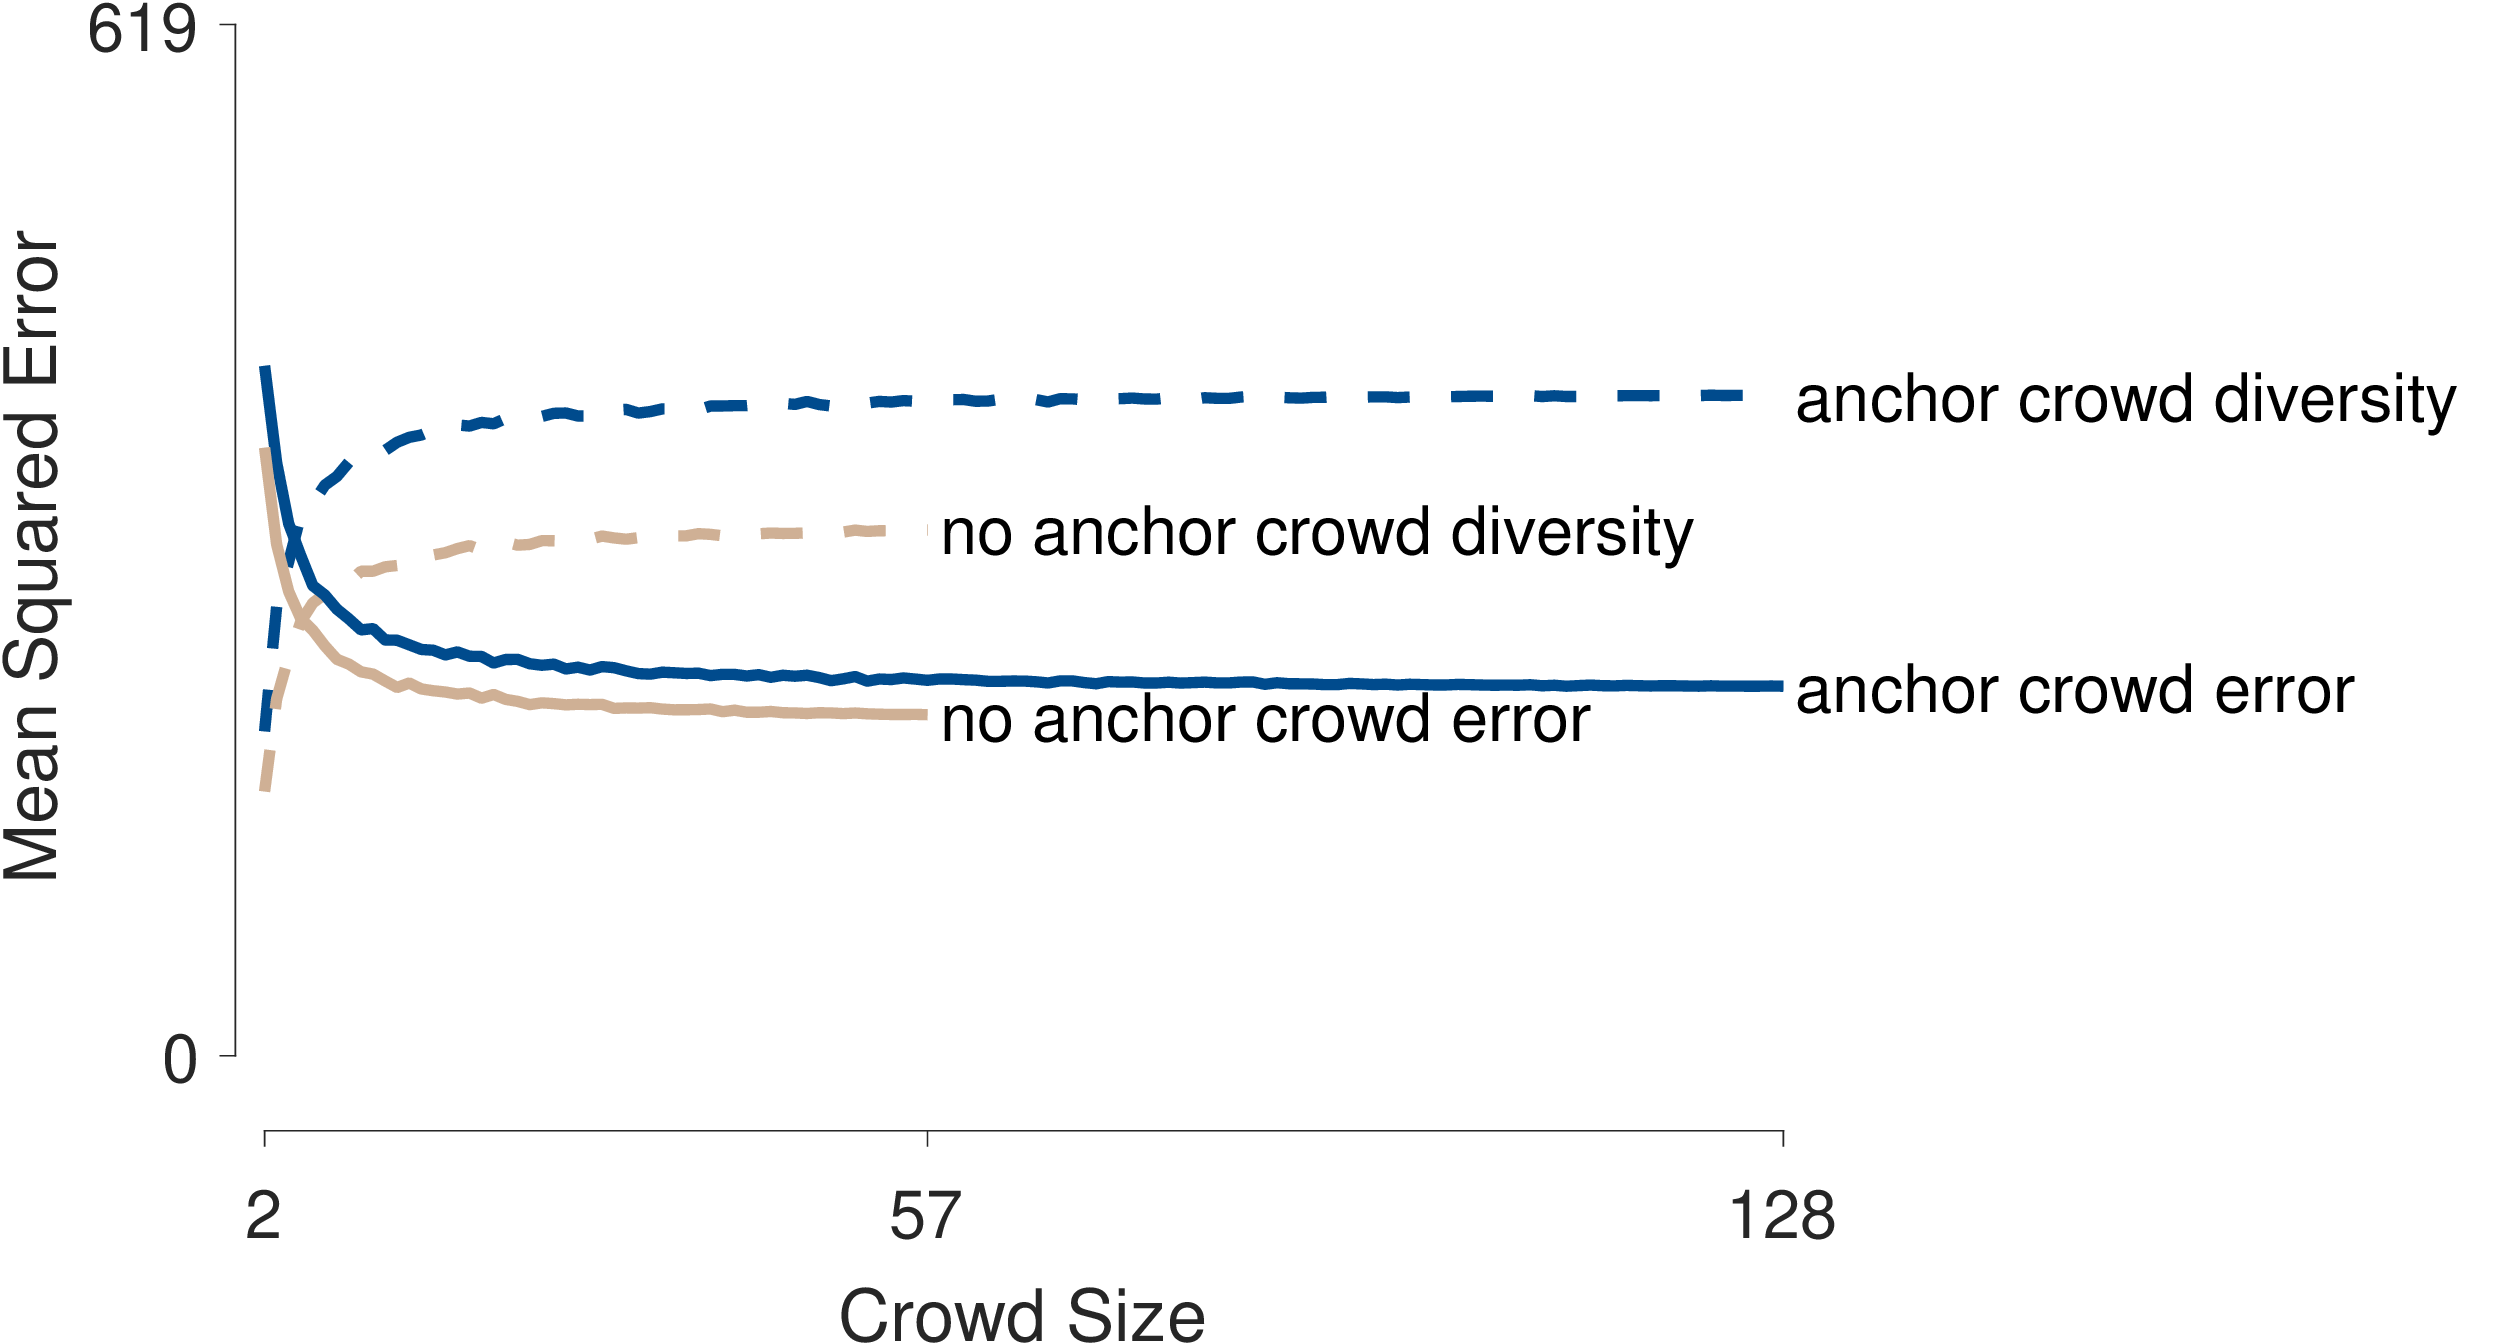 619
Mean Squared Error
anchor crowd diversity
no anchor crowd diversity
anchor crowd error
no anchor crowd error
0
2 57 128
Crowd Size